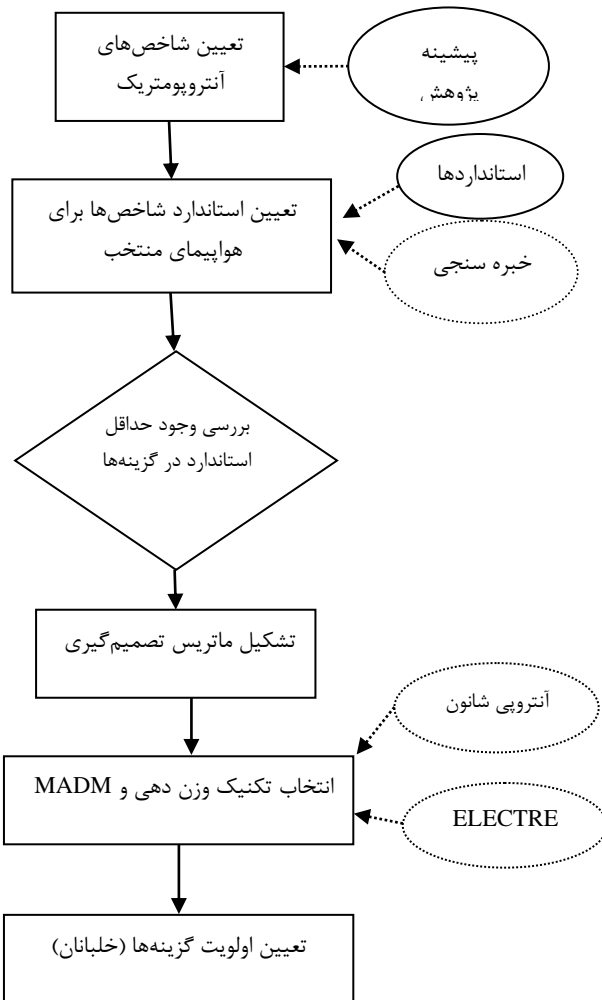 تعیین شاخص‌های
آنتروپومتریک
پیشینه
پژوهش
استانداردها
تعیین استاندارد شاخص‌ها برای
هواپیمای منتخب
خبره سنجی
بررسی وجود حداقل
استاندارد در گزینه‌ها
تشکیل ماتریس تصمیم‌گیری
آنتروپی شانون
انتخاب تکنیک وزن دهی و MADM
ELECTRE
تعیین اولویت گزینه‌ها (خلبانان)